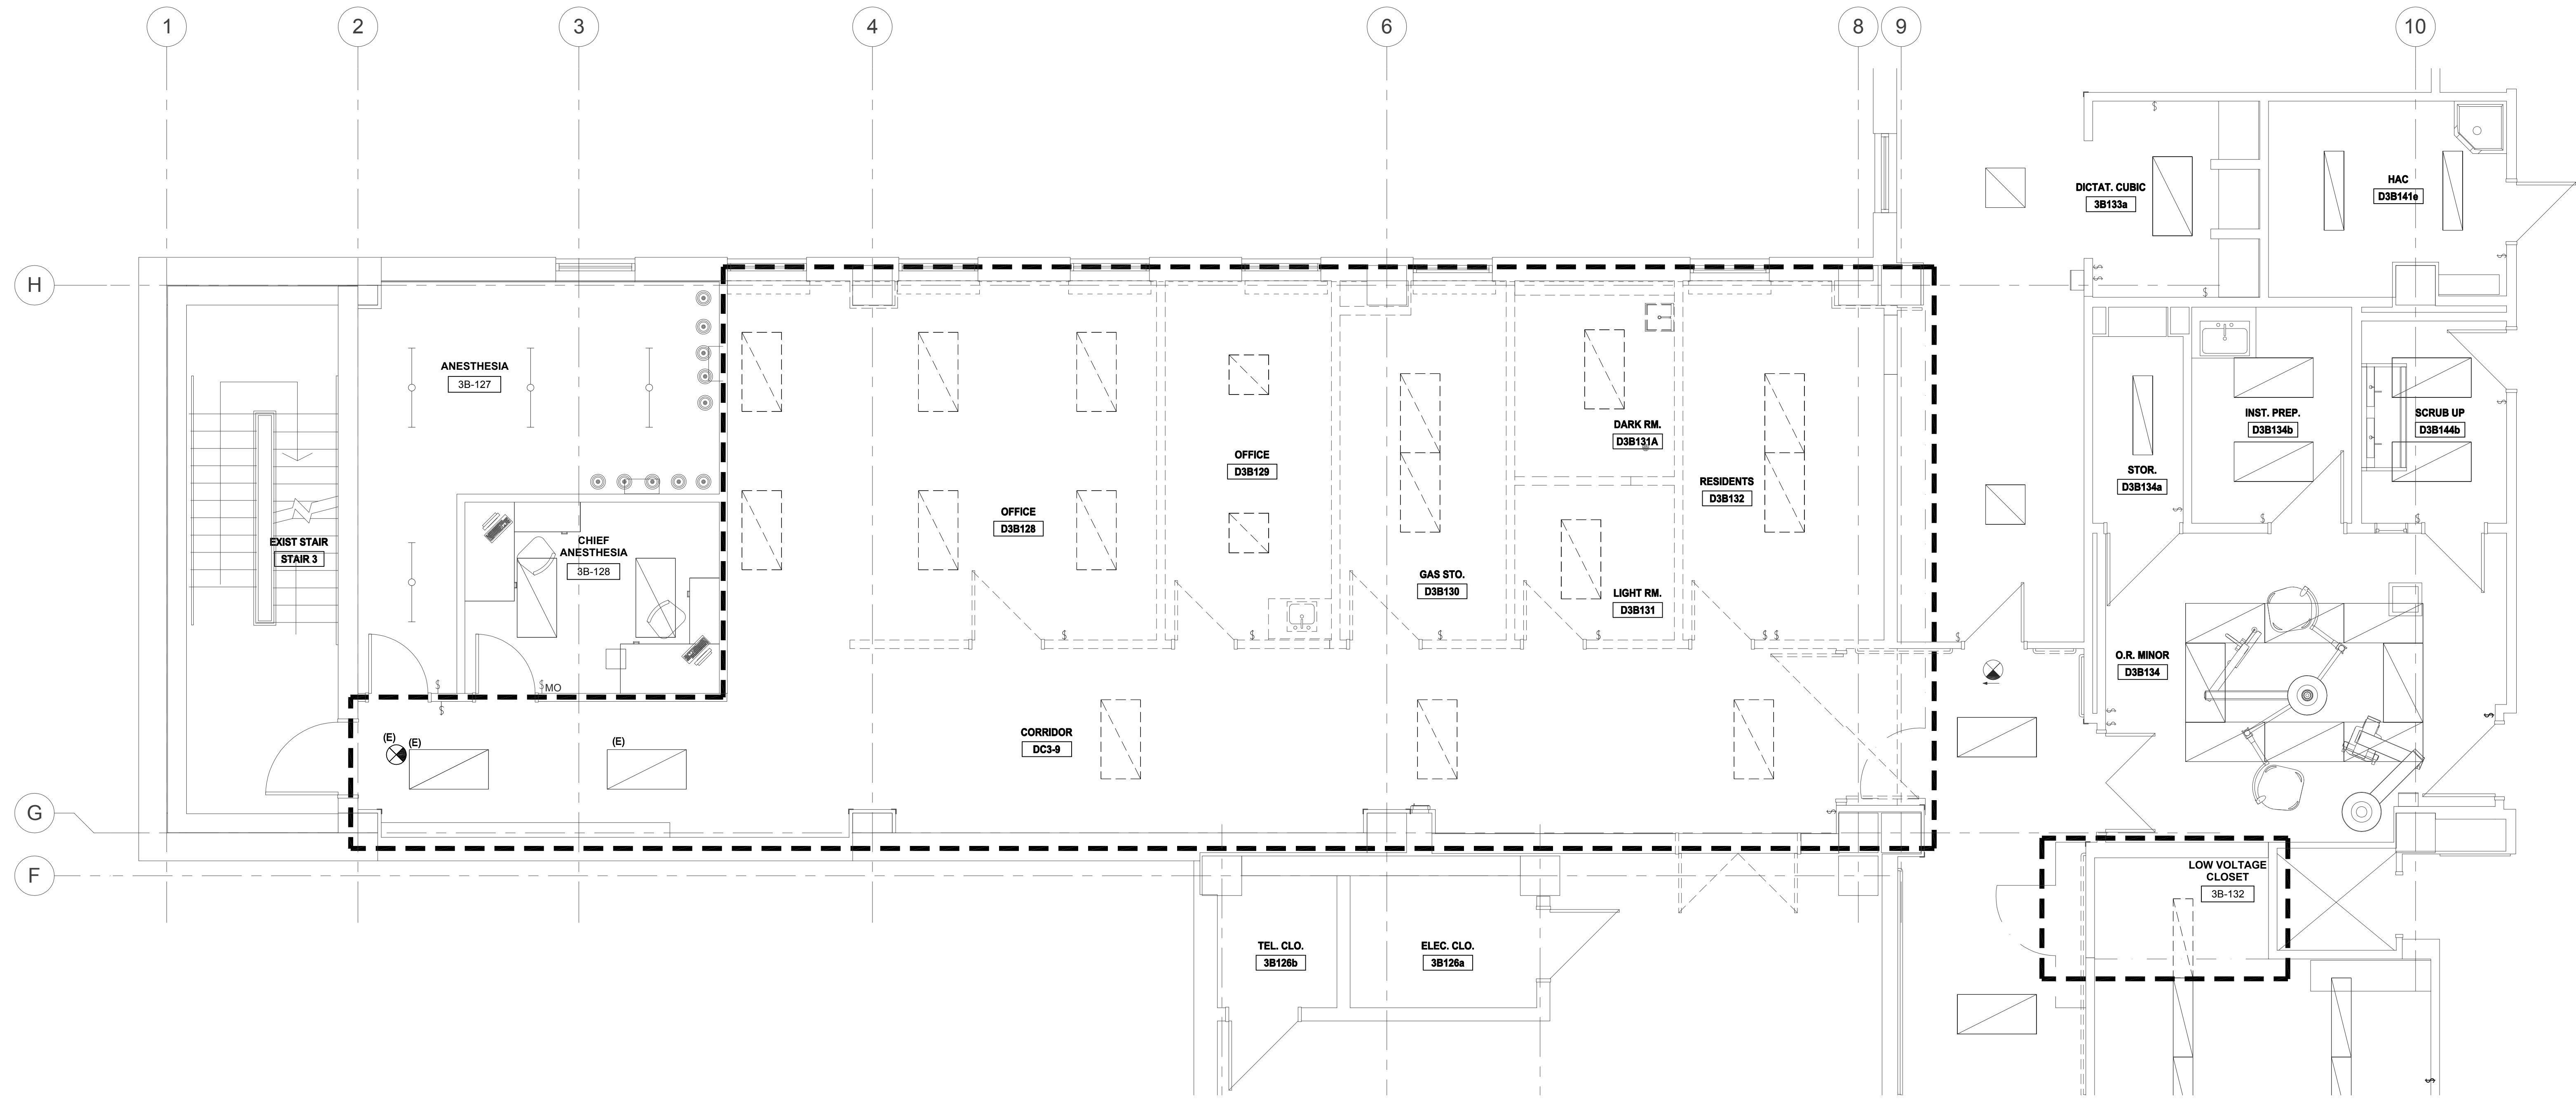 1
2
3
4
6
8
9
10
H
G
F
DICTAT. CUBIC
3B133a
HAC
D3B141e
ANESTHESIA
3B-127
DARK RM.
D3B131A
OFFICE
D3B129
INST. PREP.
D3B134b
SCRUB UP
D3B144b
STOR.
D3B134a
RESIDENTS
D3B132
OFFICE
D3B128
EXIST STAIR
STAIR 3
CHIEF
ANESTHESIA
3B-128
GAS STO.
D3B130
LIGHT RM.
D3B131
O.R. MINOR
D3B134
MO
(E)
(E)
(E)
CORRIDOR
DC3-9
LOW VOLTAGE
CLOSET
3B-132
TEL. CLO.
3B126b
ELEC. CLO.
3B126a